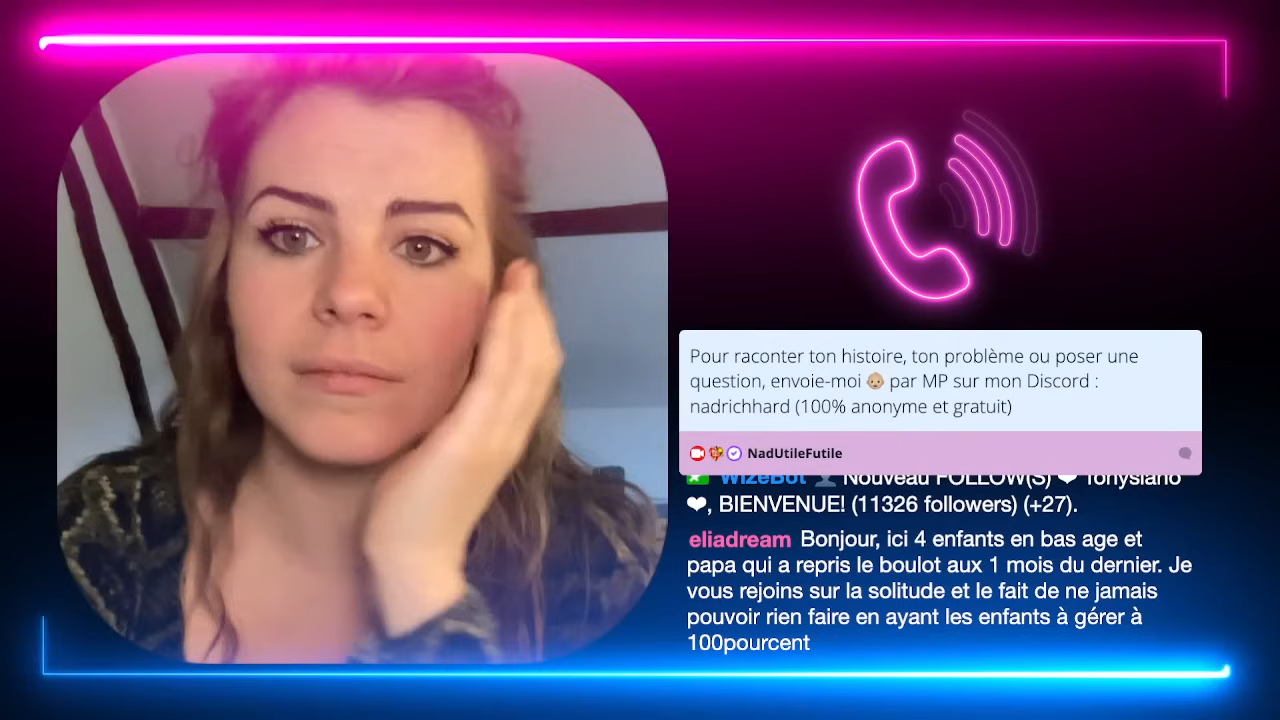 Pour raconter ton histoire, ton problème ou poser une
question, envoie-moi 👶🏼 par MP sur mon Discord :
nadrichhard (100% anonyme et gratuit)
NadUtileFutile
WizeBot Nouveau FOLLOW(S) ❤ Tonysiano
❤, BIENVENUE! (11326 followers) (+27).
eliadream Bonjour, ici 4 enfants en bas age et
papa qui a repris le boulot aux 1 mois du dernier. Je
vous rejoins sur la solitude et le fait de ne jamais
pouvoir rien faire en ayant les enfants à gérer à
100pourcent